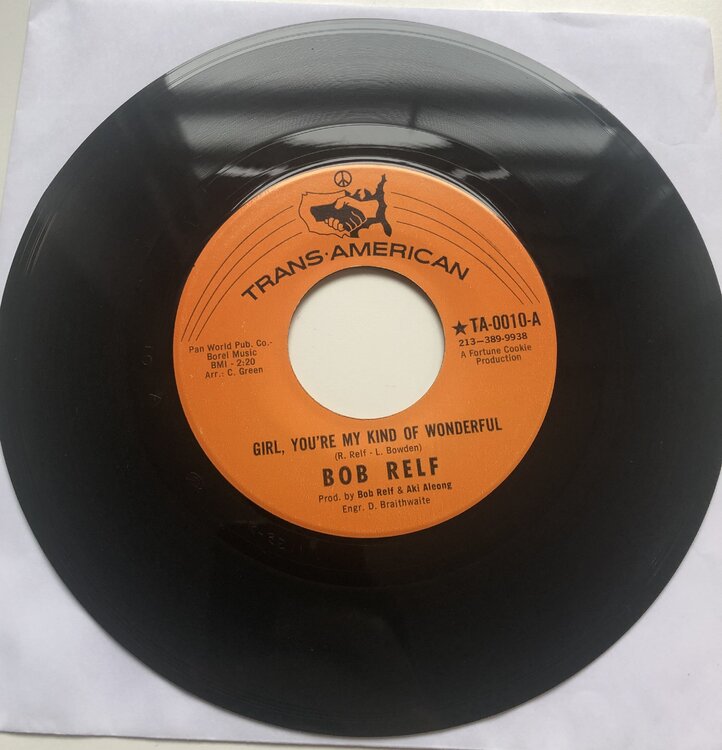 TRANS·AMERICAN
Pan World Pub. Co.-
Borel Music
BMI - 2:20
Arr.: C. Green
★TA-0010-A
213—389-9938
A Fortune Cookie
Production
GIRL, YOU'RE MY KIND OF WONDERFUL
(R. Relf - L. Bowden)
BOB RELF
Prod. by Bob Relf & Aki Aleong
Engr. D. Braithwaite